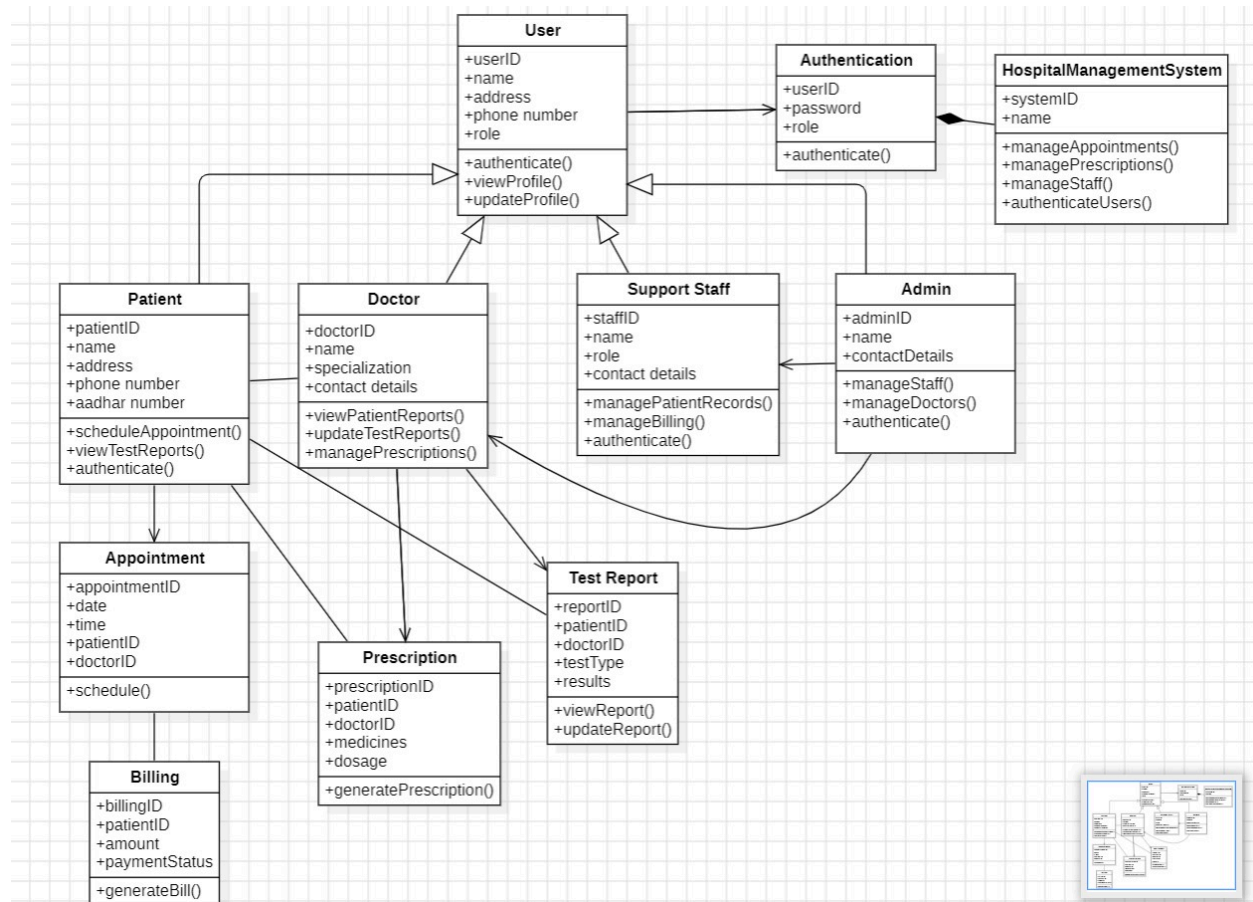 User
+userID
+name
+address
+phone number
+role
+authenticate()
+viewProfile()
+updateProfile()
Authentication
+userID
+password
+role
+authenticate()
HospitalManagementSystem
+systemID
+name
+manageAppointments()
+managePrescriptions()
+manageStaff()
+authenticateUsers()
Patient
+patientID
+name
+address
+phone number
+aadhar number
+scheduleAppointment()
+viewTestReports()
+authenticate()
Doctor
+doctorID
+name
+specialization
+contact details
+viewPatientReports()
+updateTestReports()
+managePrescriptions()
Support Staff
+staffID
+name
+role
+contact details
+managePatientRecords()
+manageBilling()
+authenticate()
Admin
+adminID
+name
+contactDetails
+manageStaff()
+manageDoctors()
+authenticate()
Appointment
+appointmentID
+date
+time
+patientID
+doctorID
+schedule()
Prescription
+prescriptionID
+patientID
+doctorID
+medicines
+dosage
+generatePrescription()
Test Report
+reportID
+patientID
+doctorID
+testType
+results
+viewReport()
+updateReport()
Billing
+billingID
+patientID
+amount
+paymentStatus
+generateBill()